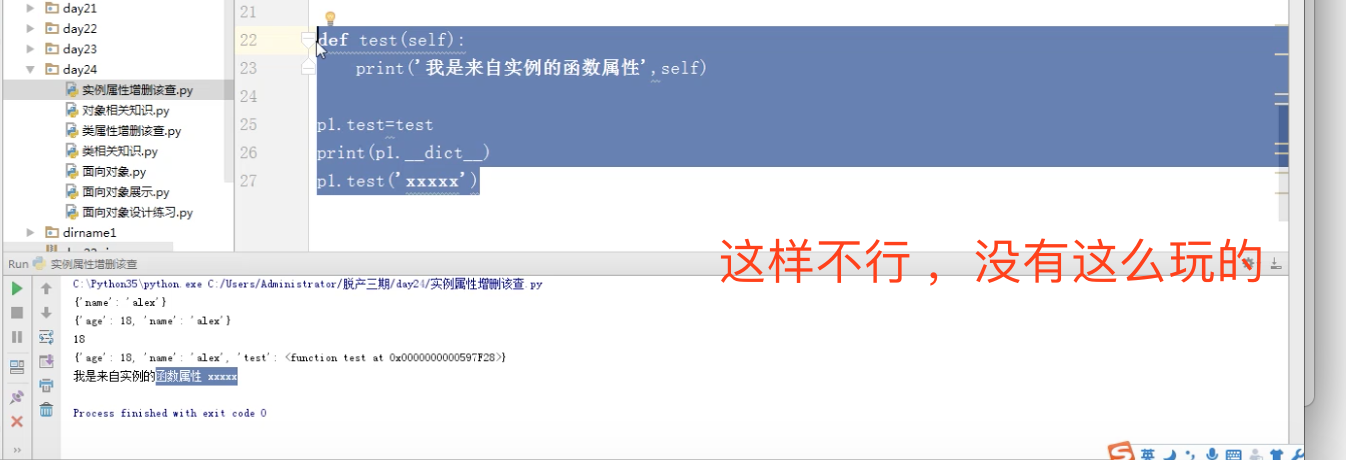 day21
day22
day23
day24
实例属性增删该查.py
对象相关知识.py
类属性增删该查.py
类相关知识.py
面向对象.py
面向对象展示.py
面向对象设计练习.py
dirname1
21
22 def test(self):
23 print('我是来自实例的函数属性',self)
24
25 p1.test=test
26 print(p1.__dict__)
27 p1.test('xxxxx')
这样不行，没有这么玩的
Run 实例属性增删该查
C:\Python35\python.exe C:/Users/Administrator/脱产三期/day24/实例属性增删该查.py
{'name': 'alex'}
{'age': 18, 'name': 'alex'}
18
{'age': 18, 'name': 'alex', 'test': <function test at 0x0000000000597F28>}
我是来自实例的函数属性 xxxxx
Process finished with exit code 0
英